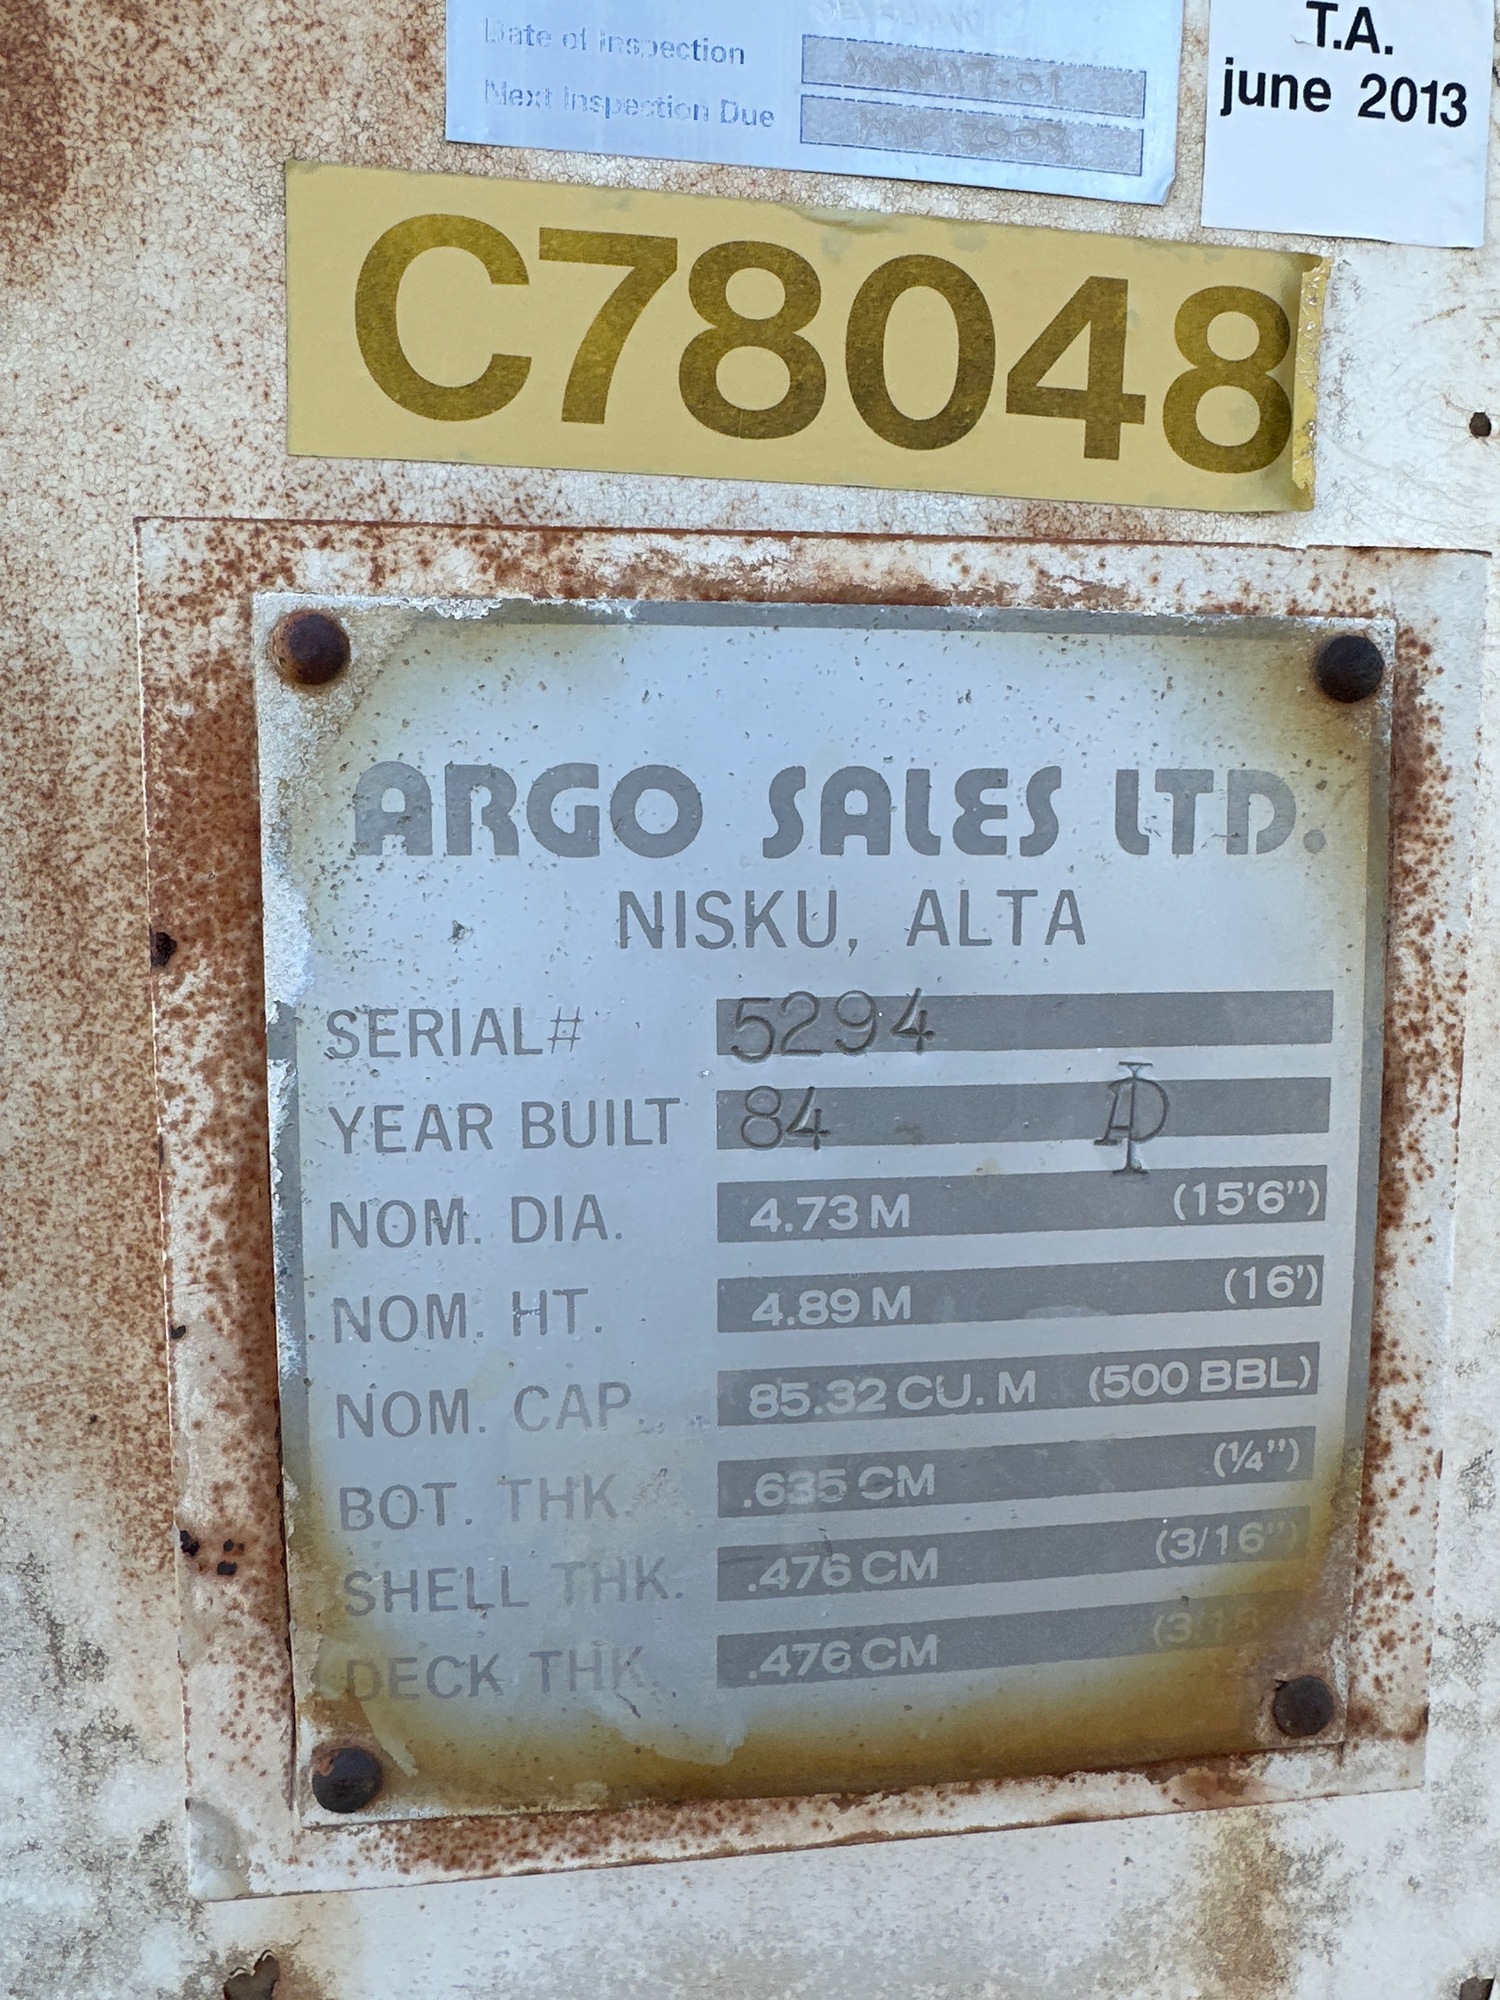 Date of Inspection
Next Inspection Due
T.A.
june 2013
C78048
ARGO SALES LTD.
NISKU, ALTA
SERIAL# 5294
YEAR BUILT 84
NOM. DIA. 4.73 M (15'6")
NOM. HT. 4.89 M (16')
NOM. CAP. 85.32 CU. M (500 BBL)
BOT. THK. .635 CM (1/4")
SHELL THK. .476 CM (3/16")
DECK THK. .476 CM